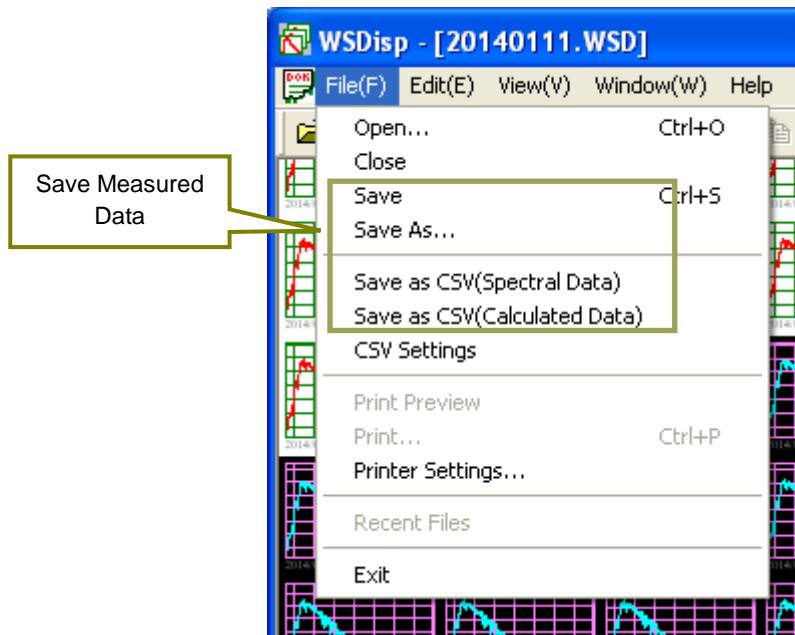 WSDisp - [20140111.WSD]
File(F) Edit(E) View(V) Window(W) Help
Open... Ctrl+O
Close
Save Ctrl+S
Save As...
Save as CSV(Spectral Data)
Save as CSV(Calculated Data)
CSV Settings
Print Preview
Print... Ctrl+P
Printer Settings...
Recent Files
Exit
Save Measured
Data